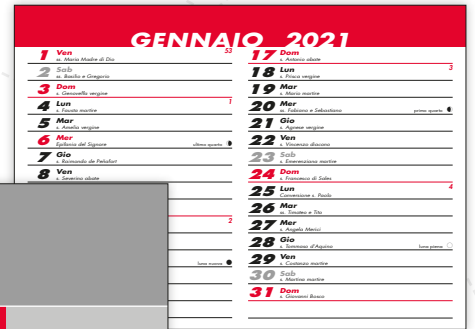 GENNAIO 2021
1 Ven 53
ss. Maria Madre di Dio
2 Sab
ss. Basilio e Gregorio
3 Dom
s. Genoveffa vergine
4 Lun 1
s. Fausta martire
5 Mar
s. Amelia vergine
6 Mer
Epifania del Signore ultimo quarto
7 Gio
s. Raimondo de Peñafort
8 Ven
s. Severino abate
2
luna nuova
17 Dom
s. Antonio abate
18 Lun 3
s. Prisca vergine
19 Mar
s. Mario martire
20 Mer
ss. Fabiano e Sebastiano primo quarto
21 Gio
s. Agnese vergine
22 Ven
s. Vincenzo diacono
23 Sab
s. Emerenziana martire
24 Dom
s. Francesco di Sales
25 Lun 4
Conversione s. Paolo
26 Mar
ss. Timoteo e Tito
27 Mer
s. Angela Merici
28 Gio
s. Tommaso d'Aquino luna piena
29 Ven
s. Costanzo martire
30 Sab
s. Martina martire
31 Dom
s. Giovanni Bosco